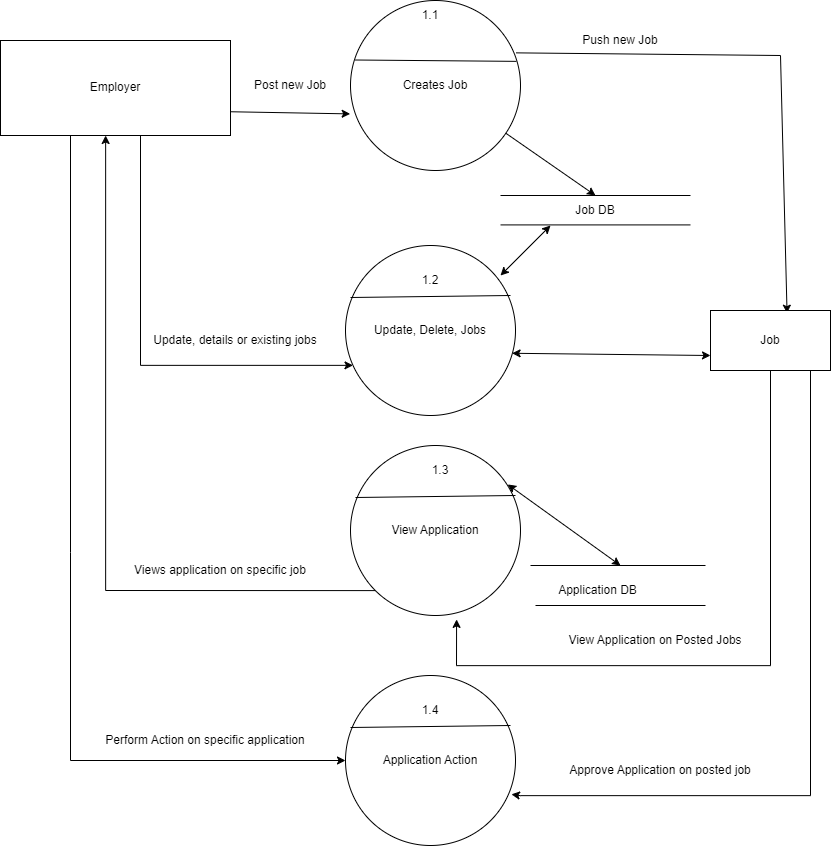 1.1
Push new Job
Employer
Post new Job
Creates Job
Job DB
1.2
Update, Delete, Jobs
Update, details or existing jobs
Job
1.3
View Application
Views application on specific job
Application DB
View Application on Posted Jobs
1.4
Perform Action on specific application
Application Action
Approve Application on posted job